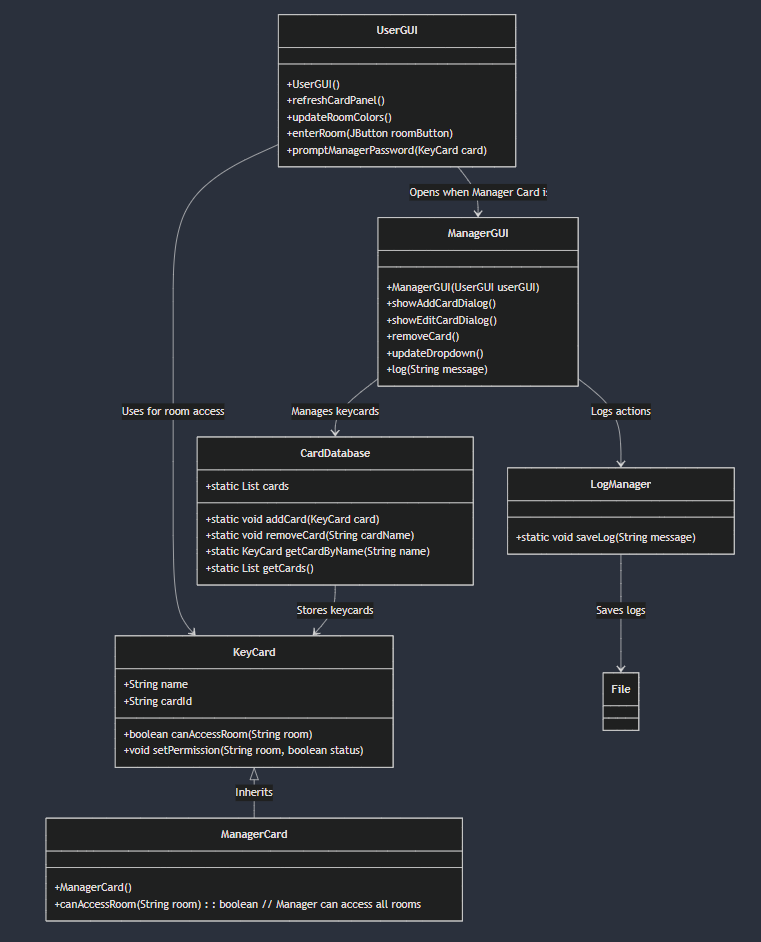 UserGUI
+UserGUI()
+refreshCardPanel()
+updateRoomColors()
+enterRoom(JButton roomButton)
+promptManagerPassword(KeyCard card)
Opens when Manager Card is
ManagerGUI
+ManagerGUI(UserGUI userGUI)
+showAddCardDialog()
+showEditCardDialog()
+removeCard()
+updateDropdown()
+log(String message)
Uses for room access
Manages keycards
Logs actions
CardDatabase
+static List cards
+static void addCard(KeyCard card)
+static void removeCard(String cardName)
+static KeyCard getCardByName(String name)
+static List getCards()
LogManager
+static void saveLog(String message)
Stores keycards
Saves logs
KeyCard
+String name
+String cardId
+boolean canAccessRoom(String room)
+void setPermission(String room, boolean status)
File
Inherits
ManagerCard
+ManagerCard()
+canAccessRoom(String room) : : boolean // Manager can access all rooms